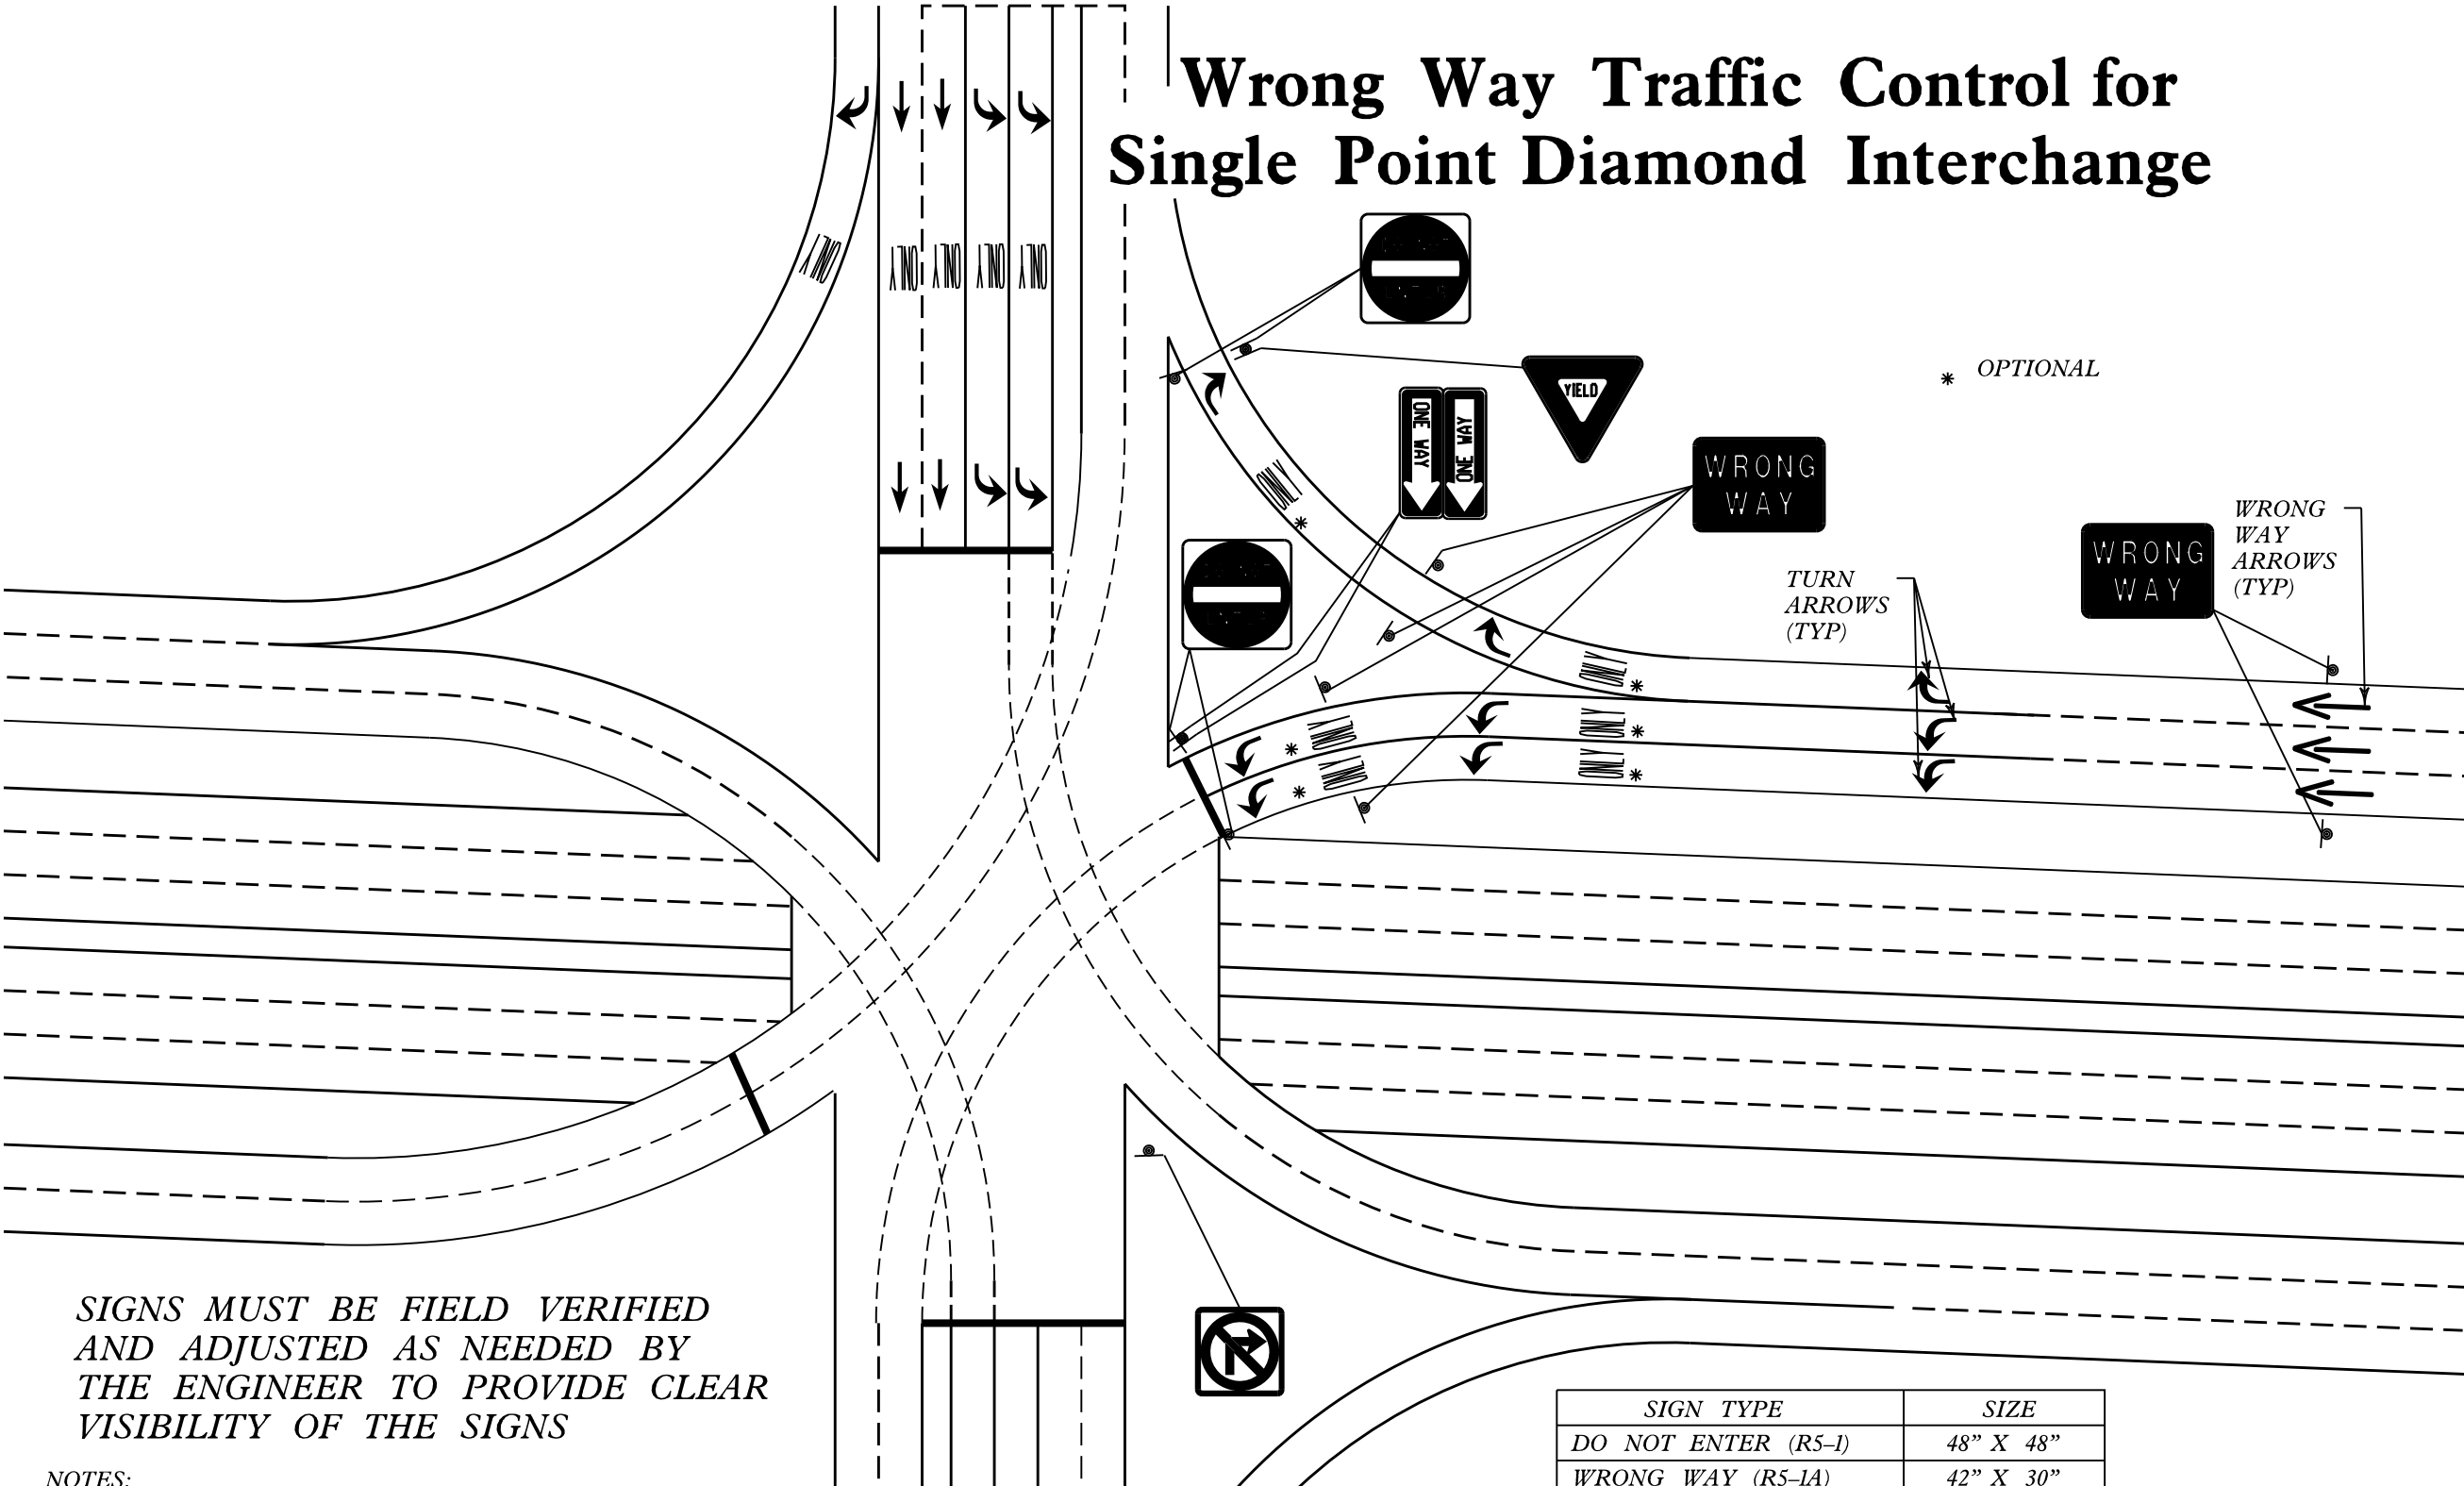 Wrong Way Traffic Control for
Single Point Diamond Interchange
ONLY
ONLY
ONLY
ONLY
ONLY
YIELD
* OPTIONAL
ONE WAY
ONE WAY
ONLY
*
WRONG
WAY
WRONG
WAY
ARROWS
(TYP)
WRONG
WAY
TURN
ARROWS
(TYP)
ONLY *
ONLY *
ONLY *
* ONLY
* ONLY
SIGNS MUST BE FIELD VERIFIED
AND ADJUSTED AS NEEDED BY
THE ENGINEER TO PROVIDE CLEAR
VISIBILITY OF THE SIGNS
NOTES:
SIGN TYPE SIZE
DO NOT ENTER (R5–1) 48” X 48”
WRONG WAY (R5–1A) 42” X 30”